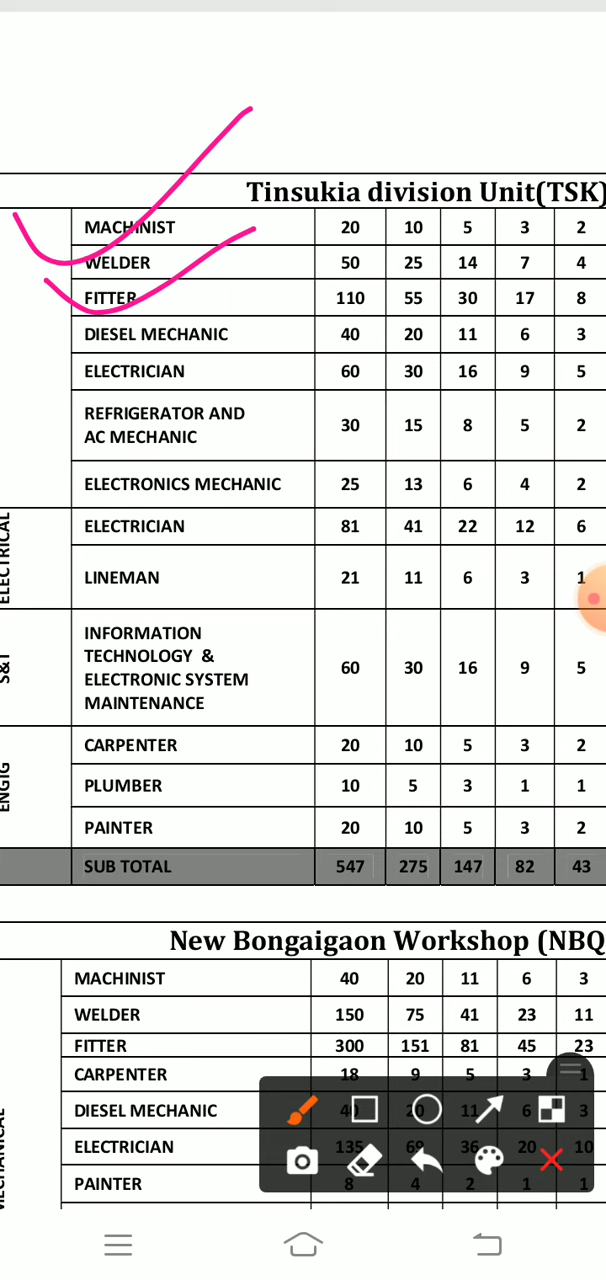 Tinsukia division Unit(TSK)
MACHINIST 20 10 5 3 2
WELDER 50 25 14 7 4
FITTER 110 55 30 17 8
DIESEL MECHANIC 40 20 11 6 3
ELECTRICIAN 60 30 16 9 5
REFRIGERATOR AND
AC MECHANIC 30 15 8 5 2
ELECTRONICS MECHANIC 25 13 6 4 2
ELECTRICAL
ELECTRICIAN 81 41 22 12 6
LINEMAN 21 11 6 3 1
S&T
INFORMATION
TECHNOLOGY &
ELECTRONIC SYSTEM
MAINTENANCE 60 30 16 9 5
ENGIG
CARPENTER 20 10 5 3 2
PLUMBER 10 5 3 1 1
PAINTER 20 10 5 3 2
SUB TOTAL 547 275 147 82 43
New Bongaigaon Workshop (NBQ
MECHANICAL
MACHINIST 40 20 11 6 3
WELDER 150 75 41 23 11
FITTER 300 151 81 45 23
CARPENTER 18 9 5 3 1
DIESEL MECHANIC 40 20 11 6 3
ELECTRICIAN 135 69 36 20 10
PAINTER 8 4 2 1 1